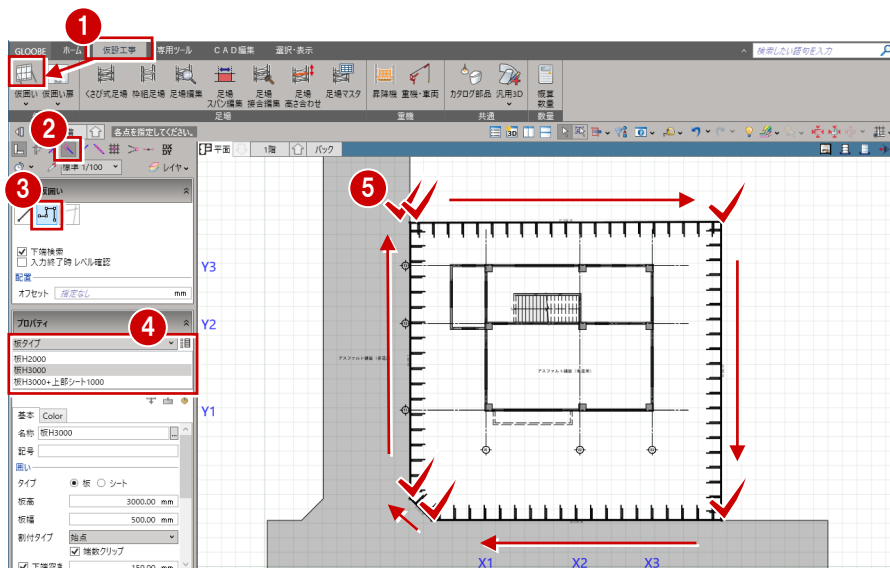 1
GLOOBE ホーム 仮設工事 専用ツール CAD編集 選択・表示
検索したい語句を入力
仮囲い 仮囲い扉 くさび式足場 枠組足場 足場編集 足場スパン編集 足場接合編集 足場高さ合わせ 足場マスタ 昇降機 重機・車両 カタログ部品 汎用3D 概算数量
足場 重機 共通 数量
2
各点を指定してください。
標準 1/100 レイヤ
平面 1階 バック
3
仮囲い
5
下端検索
入力終了時 レベル確認
配置
オフセット 指定なし mm
プロパティ
4
板タイプ
板H2000
板H3000
板H3000+上部シート1000
基本 Color
名称 板H3000
記号
囲い
タイプ 板 シート
板高 3000.00 mm
板幅 500.00 mm
割付タイプ 始点
端数クリップ
下端空き 150.00 mm
Y3
Y2
Y1
X1 X2 X3